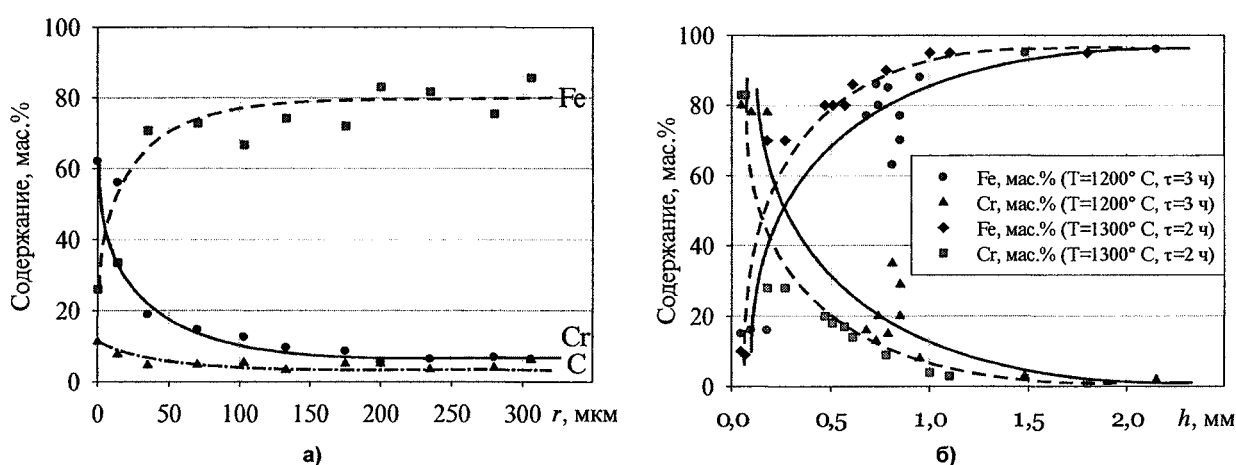 Содержание, мас.%
100
80
60
40
20
0
Fe
Cr
C
0 50 100 150 200 250 300 r, мкм
а)
Содержание, мас.%
100
80
60
40
20
0
Fe, мас.% (T=1200° C, τ=3 ч)
Cr, мас.% (T=1200° C, τ=3 ч)
Fe, мас.% (T=1300° C, τ=2 ч)
Cr, мас.% (T=1300° C, τ=2 ч)
0,0 0,5 1,0 1,5 2,0 h, мм
б)